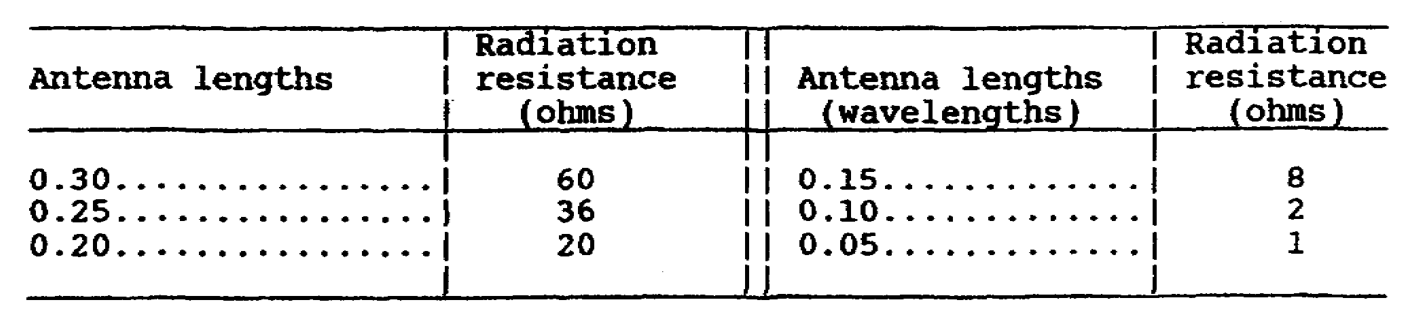 Radiation Radiation
Antenna lengths resistance Antenna lengths resistance
(ohms) (wavelengths) (ohms)
0.30................ 60 0.15............. 8
0.25................ 36 0.10............. 2
0.20................ 20 0.05............. 1